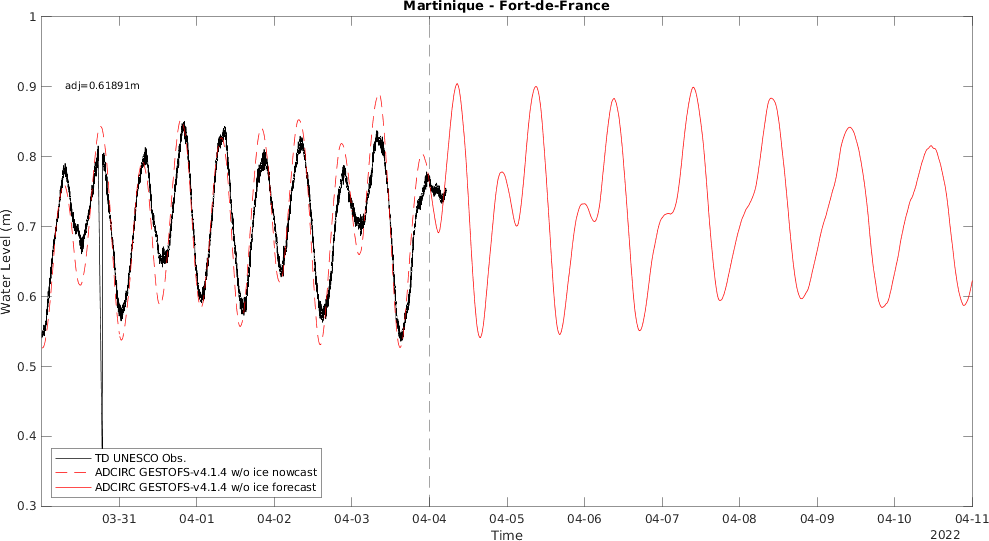 Martinique - Fort-de-France
1
0.9
0.8
0.7
0.6
0.5
0.4
0.3
Water Level (m)
adj=0.61891m
TD UNESCO Obs.
ADCIRC GESTOFS-v4.1.4 w/o ice nowcast
ADCIRC GESTOFS-v4.1.4 w/o ice forecast
03-31 04-01 04-02 04-03 04-04 04-05 04-06 04-07 04-08 04-09 04-10 04-11
Time
2022